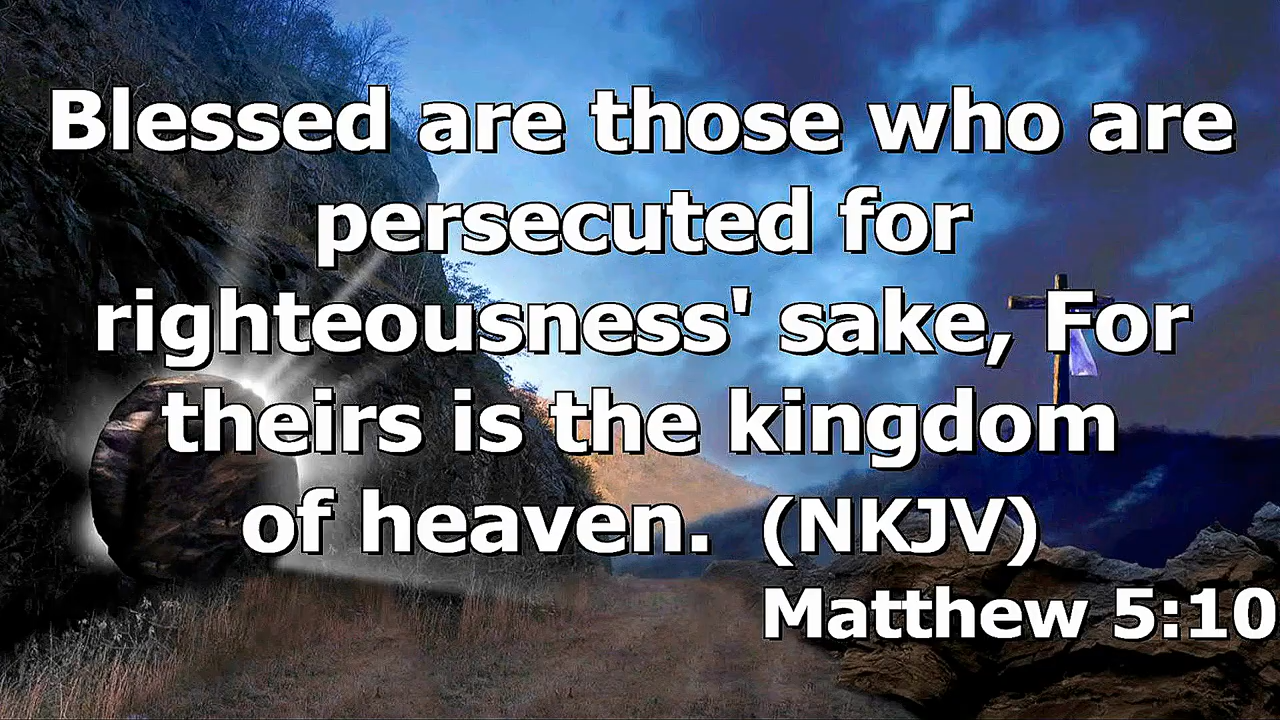 Blessed are those who are
persecuted for
righteousness' sake, For
theirs is the kingdom
of heaven.  (NKJV)
Matthew 5:10